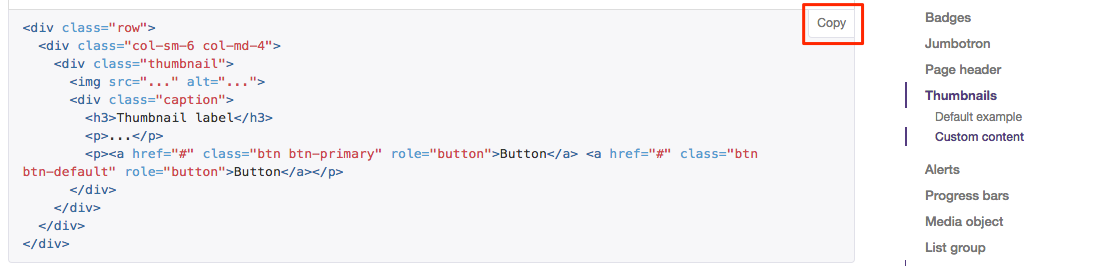 Copy
<div class="row">
  <div class="col-sm-6 col-md-4">
    <div class="thumbnail">
      <img src="..." alt="...">
      <div class="caption">
        <h3>Thumbnail label</h3>
        <p>...</p>
        <p><a href="#" class="btn btn-primary" role="button">Button</a> <a href="#" class="btn
btn-default" role="button">Button</a></p>
      </div>
    </div>
  </div>
</div>
Badges
Jumbotron
Page header
Thumbnails
Default example
Custom content
Alerts
Progress bars
Media object
List group